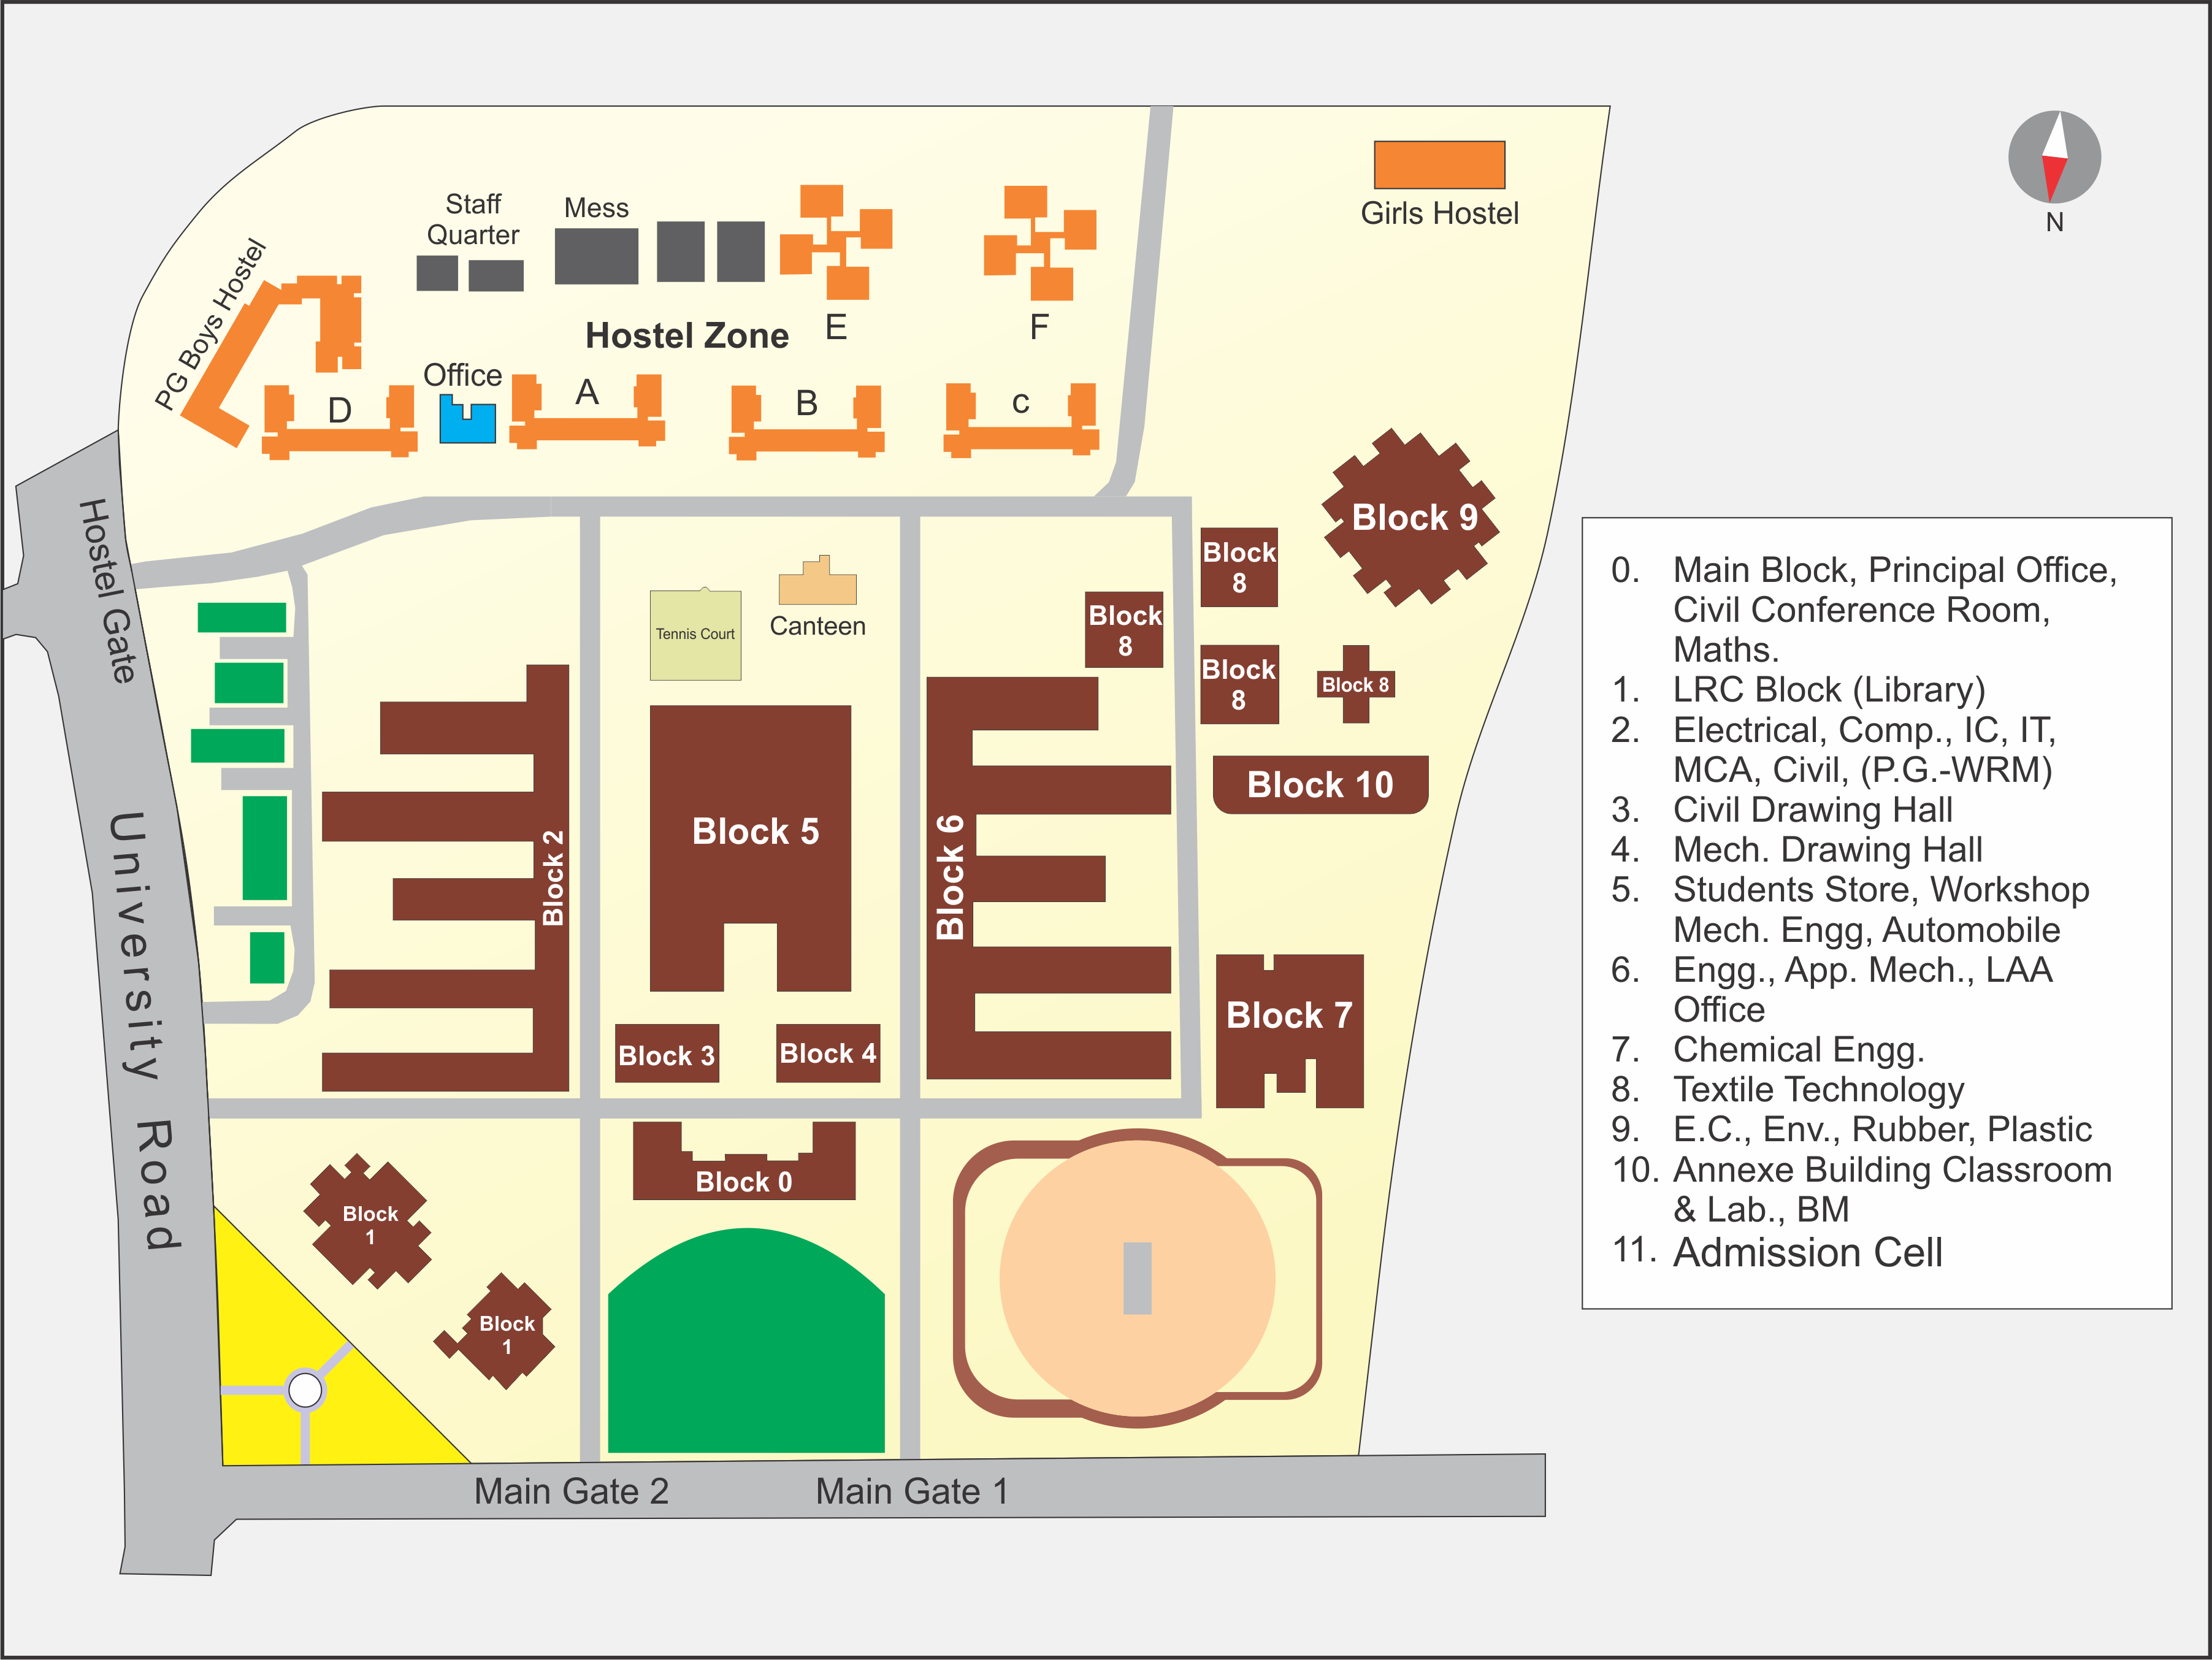 Staff
Quarter
Mess
Girls Hostel
N
PG Boys Hostel
Hostel Zone
E
F
Office
D
A
B
c
Hostel Gate
Block 9
Block
8
Block
8
Block
8
Block 8
Tennis Court
Canteen
Block 10
Block 2
Block 5
Block 6
Block 7
Block 3
Block 4
University Road
Block 0
Block
1
Block
1
Main Gate 2
Main Gate 1
0. Main Block, Principal Office,
Civil Conference Room,
Maths.
1. LRC Block (Library)
2. Electrical, Comp., IC, IT,
MCA, Civil, (P.G.-WRM)
3. Civil Drawing Hall
4. Mech. Drawing Hall
5. Students Store, Workshop
Mech. Engg, Automobile
6. Engg., App. Mech., LAA
Office
7. Chemical Engg.
8. Textile Technology
9. E.C., Env., Rubber, Plastic
10. Annexe Building Classroom
& Lab., BM
11. Admission Cell